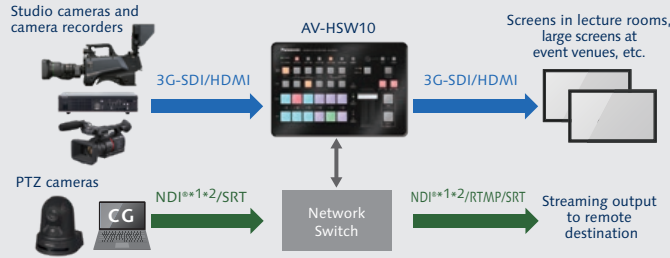 Studio cameras and
camera recorders
AV-HSW10
Screens in lecture rooms,
large screens at
event venues, etc.
3G-SDI/HDMI
3G-SDI/HDMI
Panasonic
PTZ cameras
CG
NDI®*1*2/SRT
Network
Switch
NDI®*1*2/RTMP/SRT
Streaming output
to remote
destination